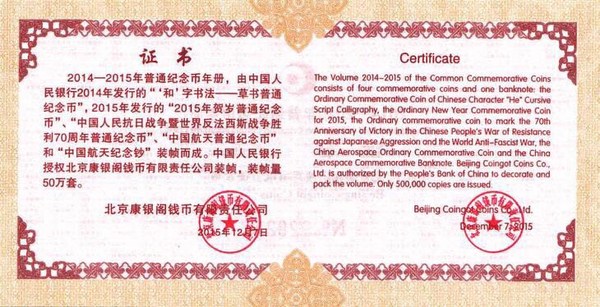 证书
2014—2015年普通纪念币年册，由中国人
民银行2014年发行的“‘和’字书法——草书普通
纪念币”，2015年发行的“2015年贺岁普通纪念
币”、“中国人民抗日战争暨世界反法西斯战争胜
利70周年普通纪念币”、“中国航天普通纪念币”
和“中国航天纪念钞”装帧而成。中国人民银行
授权北京康银阁钱币有限责任公司装帧，装帧量
50万套。
北京康银阁钱币有限责任公司
2015年12月7日
Certificate
The Volume 2014-2015 of the Common Commemorative Coins
consists of four commemorative coins and one banknote: the
Ordinary Commemorative Coin of Chinese Character "He" Cursive
Script Calligraphy, the Ordinary New Year Commemorative Coin
for 2015, the Ordinary commemorative coin to mark the 70th
Anniversary of Victory in the Chinese People's War of Resistance
against Japanese Aggression and the World Anti-Fascist War, the
China Aerospace Ordinary Commemorative Coin and the China
Aerospace Commemorative Banknote. Beijing Coingot Coins Co.,
Ltd. is authorized by the People's Bank of China to decorate and
pack the volume. Only 500,000 copies are issued.
Beijing Coingot Coins Co., Ltd.
December 7, 2015